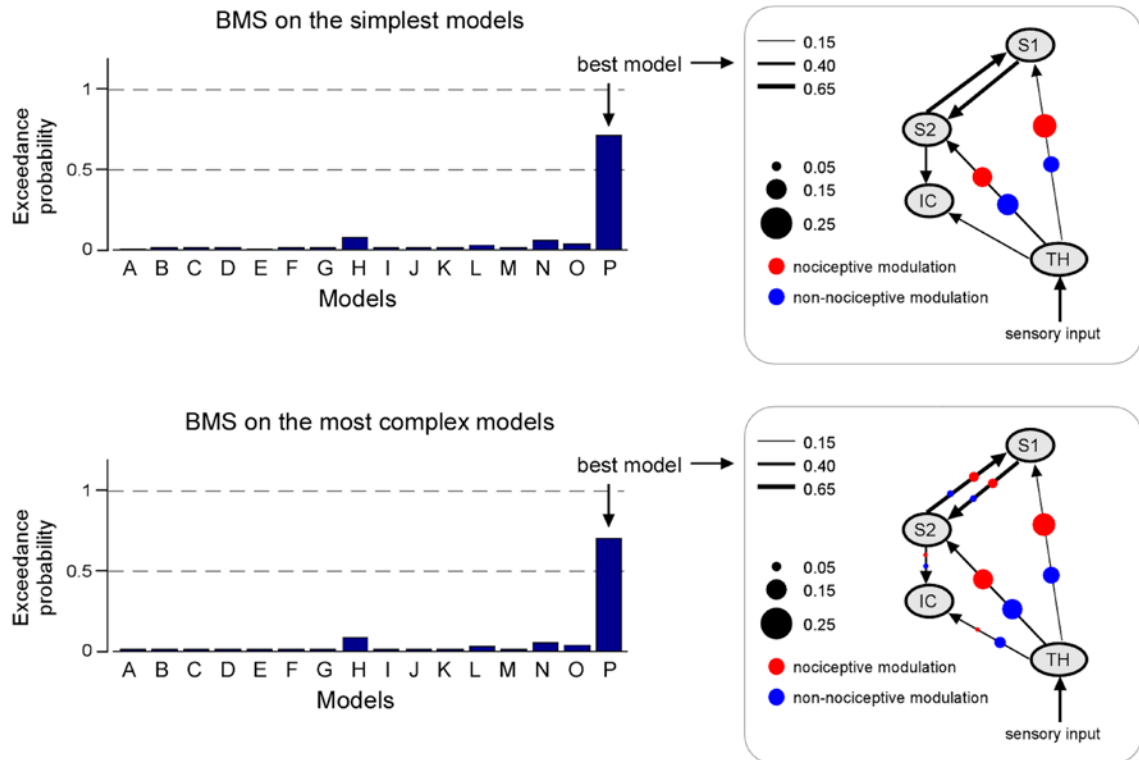 BMS on the simplest models
best model
Exceedance
probability
1
0.5
0
A B C D E F G H I J K L M N O P
Models
0.15
0.40
0.65
0.05
0.15
0.25
nociceptive modulation
non-nociceptive modulation
S1
S2
IC
TH
sensory input
BMS on the most complex models
best model
Exceedance
probability
1
0.5
0
A B C D E F G H I J K L M N O P
Models
0.15
0.40
0.65
0.05
0.15
0.25
nociceptive modulation
non-nociceptive modulation
S1
S2
IC
TH
sensory input